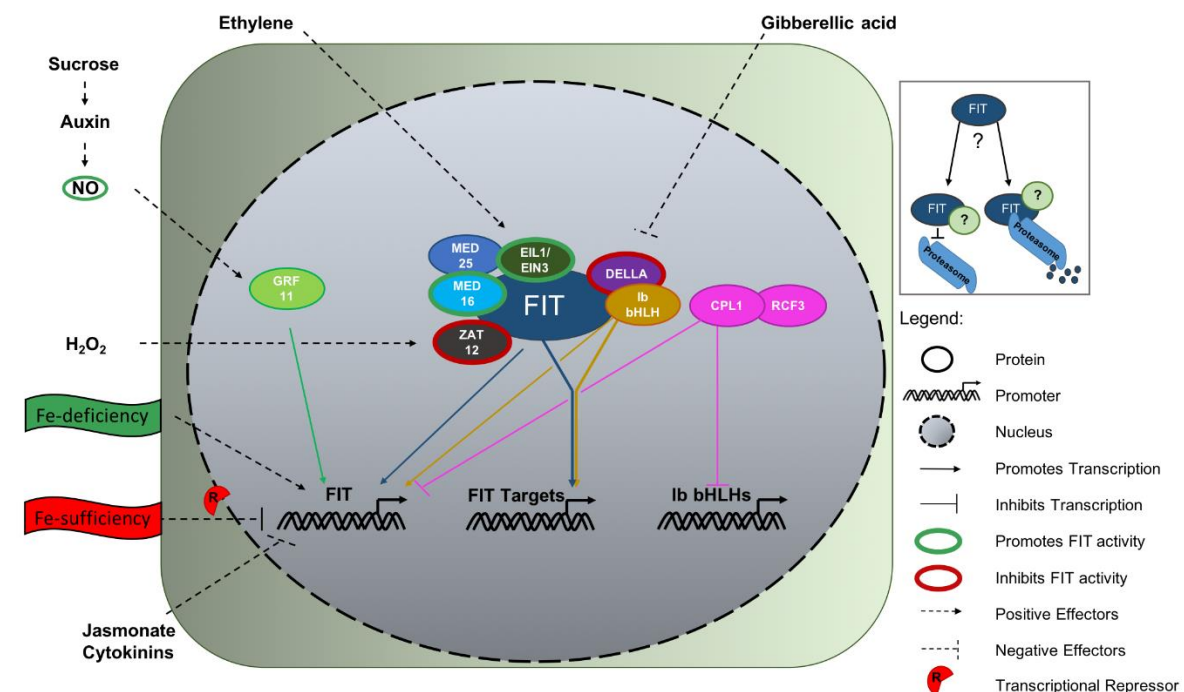 Ethylene
Gibberellic acid
Sucrose
Auxin
NO
H2O2
Fe-deficiency
Fe-sufficiency
Jasmonate
Cytokinins
GRF
11
MED
25
EIL1/
EIN3
MED
16
ZAT
12
FIT
DELLA
Ib
bHLH
CPL1
RCF3
R
FIT
FIT Targets
Ib bHLHs
FIT
?
FIT
?
Proteasome
FIT
?
Proteasome
Legend:
Protein
Promoter
Nucleus
Promotes Transcription
Inhibits Transcription
Promotes FIT activity
Inhibits FIT activity
Positive Effectors
Negative Effectors
R
Transcriptional Repressor